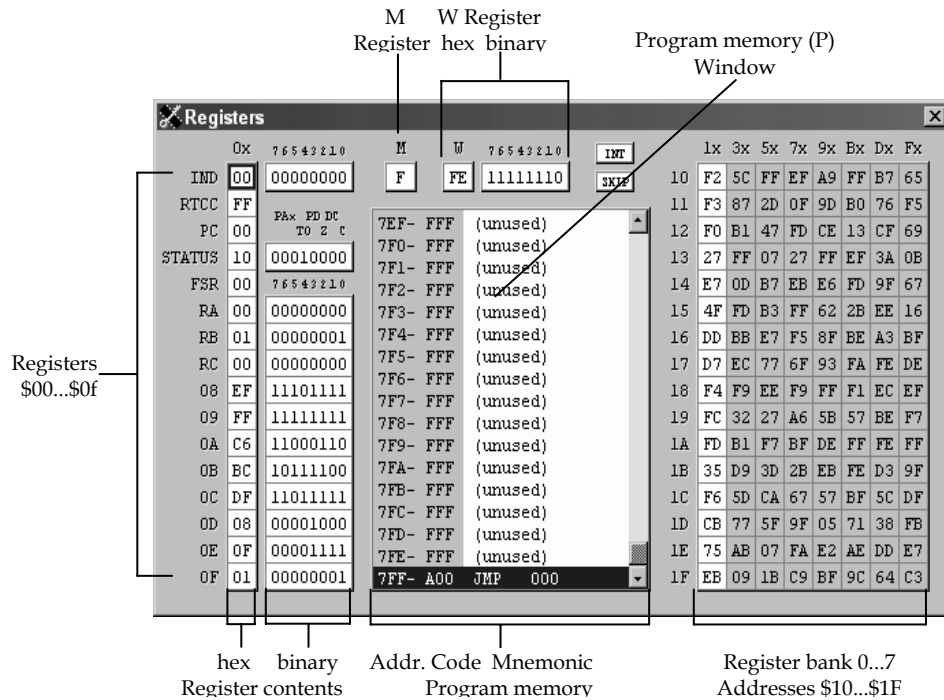 M W Register
Register hex binary
Program memory (P)
Window
Registers
0x 76543210 M W 76543210 INT 1x 3x 5x 7x 9x Bx Dx Fx
IND 00 00000000 F FE 11111110 SKIP 10 F2 5C FF EF A9 FF B7 65
RTCC FF PAx PD DC 7EF- FFF (unused) 11 F3 87 2D 0F 9D B0 76 F5
PC 00 TO Z C 7F0- FFF (unused) 12 F0 B1 47 FD CE 13 CF 69
STATUS 10 00010000 7F1- FFF (unused) 13 27 FF 07 27 FF EF 3A 0B
FSR 00 76543210 7F2- FFF (unused) 14 E7 0D B7 EB E6 FD 9F 67
RA 00 00000000 7F3- FFF (unused) 15 4F FD B3 FF 62 2B EE 16
RB 01 00000001 7F4- FFF (unused) 16 DD BB E7 F5 8F BE A3 BF
RC 00 00000000 7F5- FFF (unused) 17 D7 EC 77 6F 93 FA FE DE
7F6- FFF (unused)
08 EF 11101111 7F7- FFF (unused) 18 F4 F9 EE F9 FF F1 EC EF
09 FF 11111111 7F8- FFF (unused) 19 FC 32 27 A6 5B 57 BE F7
0A C6 11000110 7F9- FFF (unused) 1A FD B1 F7 BF DE FF FE FF
0B BC 10111100 7FA- FFF (unused) 1B 35 D9 3D 2B EB FE D3 9F
0C DF 11011111 7FB- FFF (unused) 1C F6 5D CA 67 57 BF 5C DF
7FC- FFF (unused)
0D 08 00001000 7FD- FFF (unused) 1D CB 77 5F 9F 05 71 38 FB
0E 0F 00001111 7FE- FFF (unused) 1E 75 AB 07 FA E2 AE DD E7
0F 01 00000001 7FF- A00 JMP 000 1F EB 09 1B C9 BF 9C 64 C3
Registers
$00...$0f
hex binary
Register contents
Addr. Code Mnemonic
Program memory
Register bank 0...7
Addresses $10...$1F